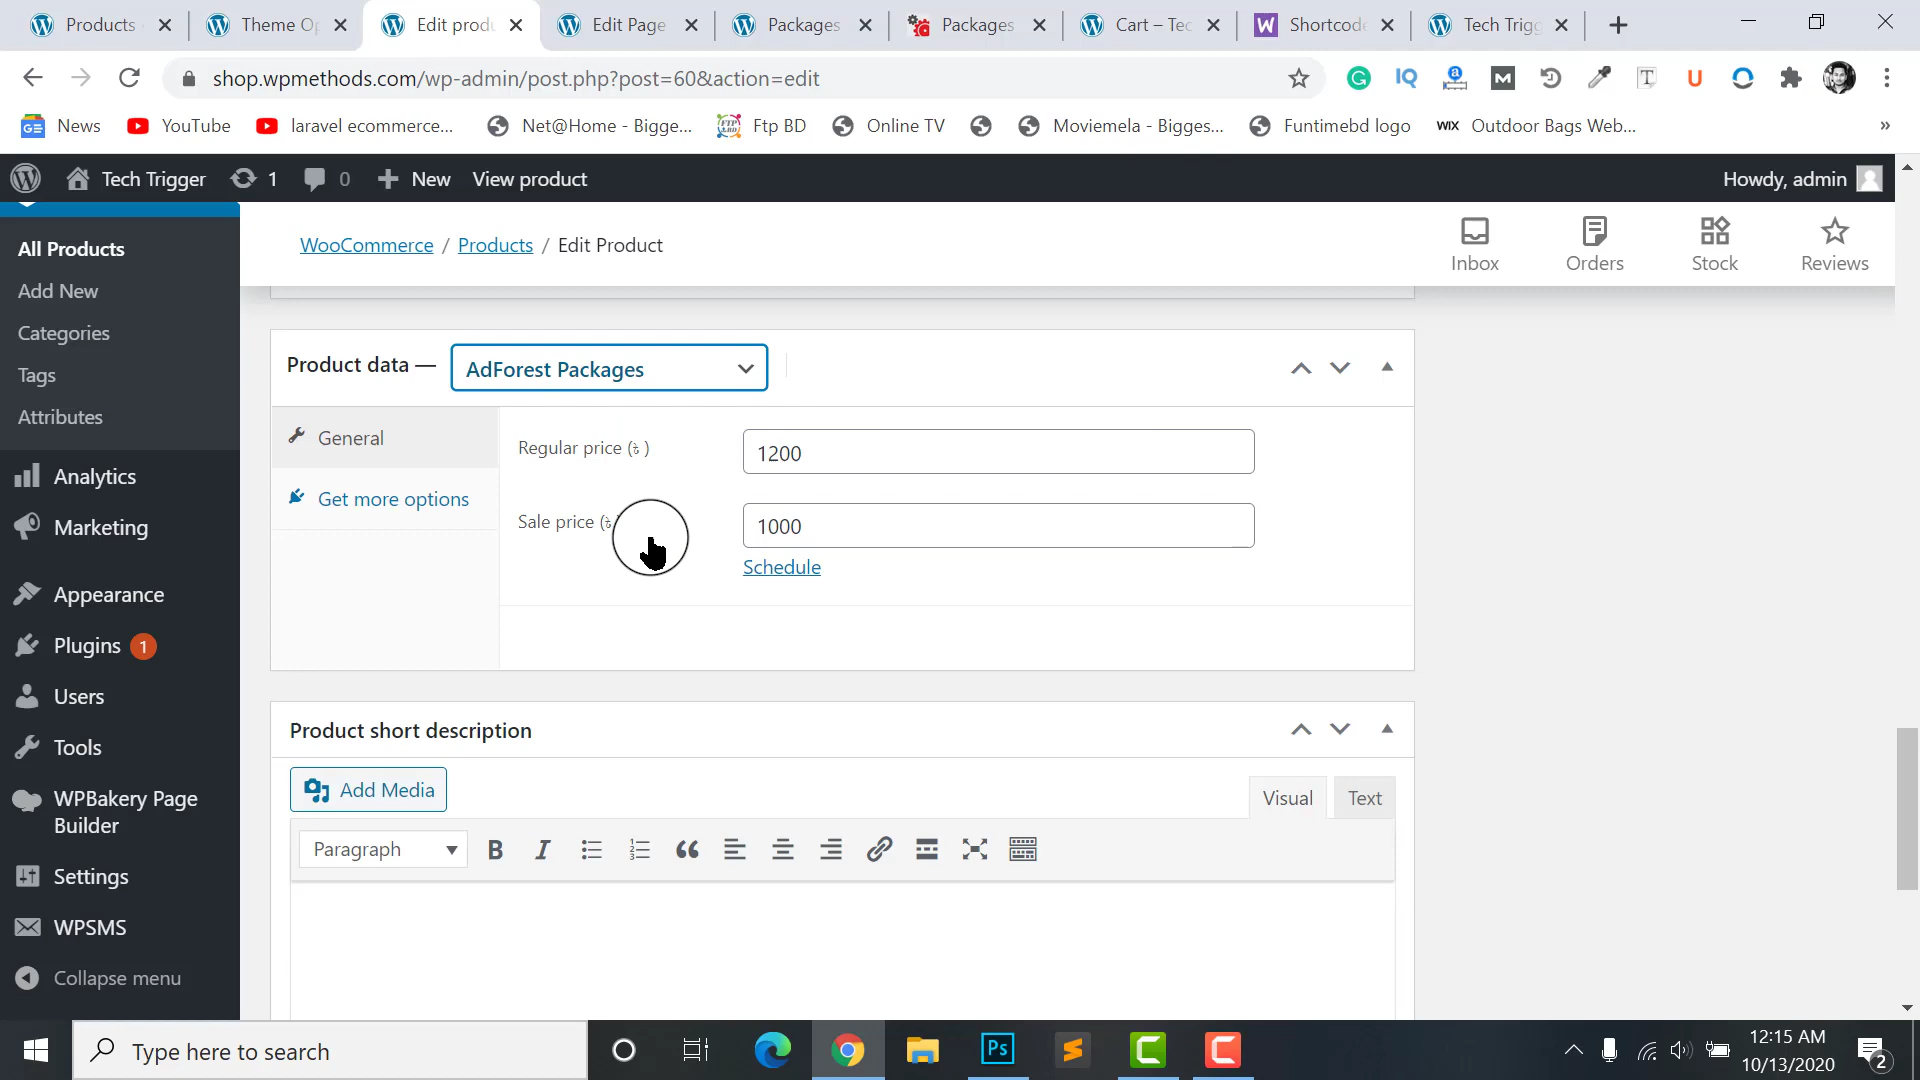 Products
Theme Op
Edit produ
Edit Page
Packages
Packages
Cart – Tec
Shortcode
Tech Trigg
shop.wpmethods.com/wp-admin/post.php?post=60&action=edit
News
YouTube
laravel ecommerce...
Net@Home - Bigge...
Ftp BD
Online TV
Moviemela - Bigges...
Funtimebd logo
WIX
Outdoor Bags Web...
»
Tech Trigger
1
0
New
View product
Howdy, admin
All Products
Add New
Categories
Tags
Attributes
Analytics
Marketing
Appearance
Plugins 1
Users
Tools
WPBakery Page
Builder
Settings
WPSMS
Collapse menu
WooCommerce / Products / Edit Product
Inbox
Orders
Stock
Reviews
Product data — AdForest Packages
General
Get more options
Regular price (৳ )
1200
Sale price (৳
1000
Schedule
Product short description
Add Media
Visual
Text
Paragraph
B
I
Type here to search
Ps
12:15 AM
10/13/2020
2